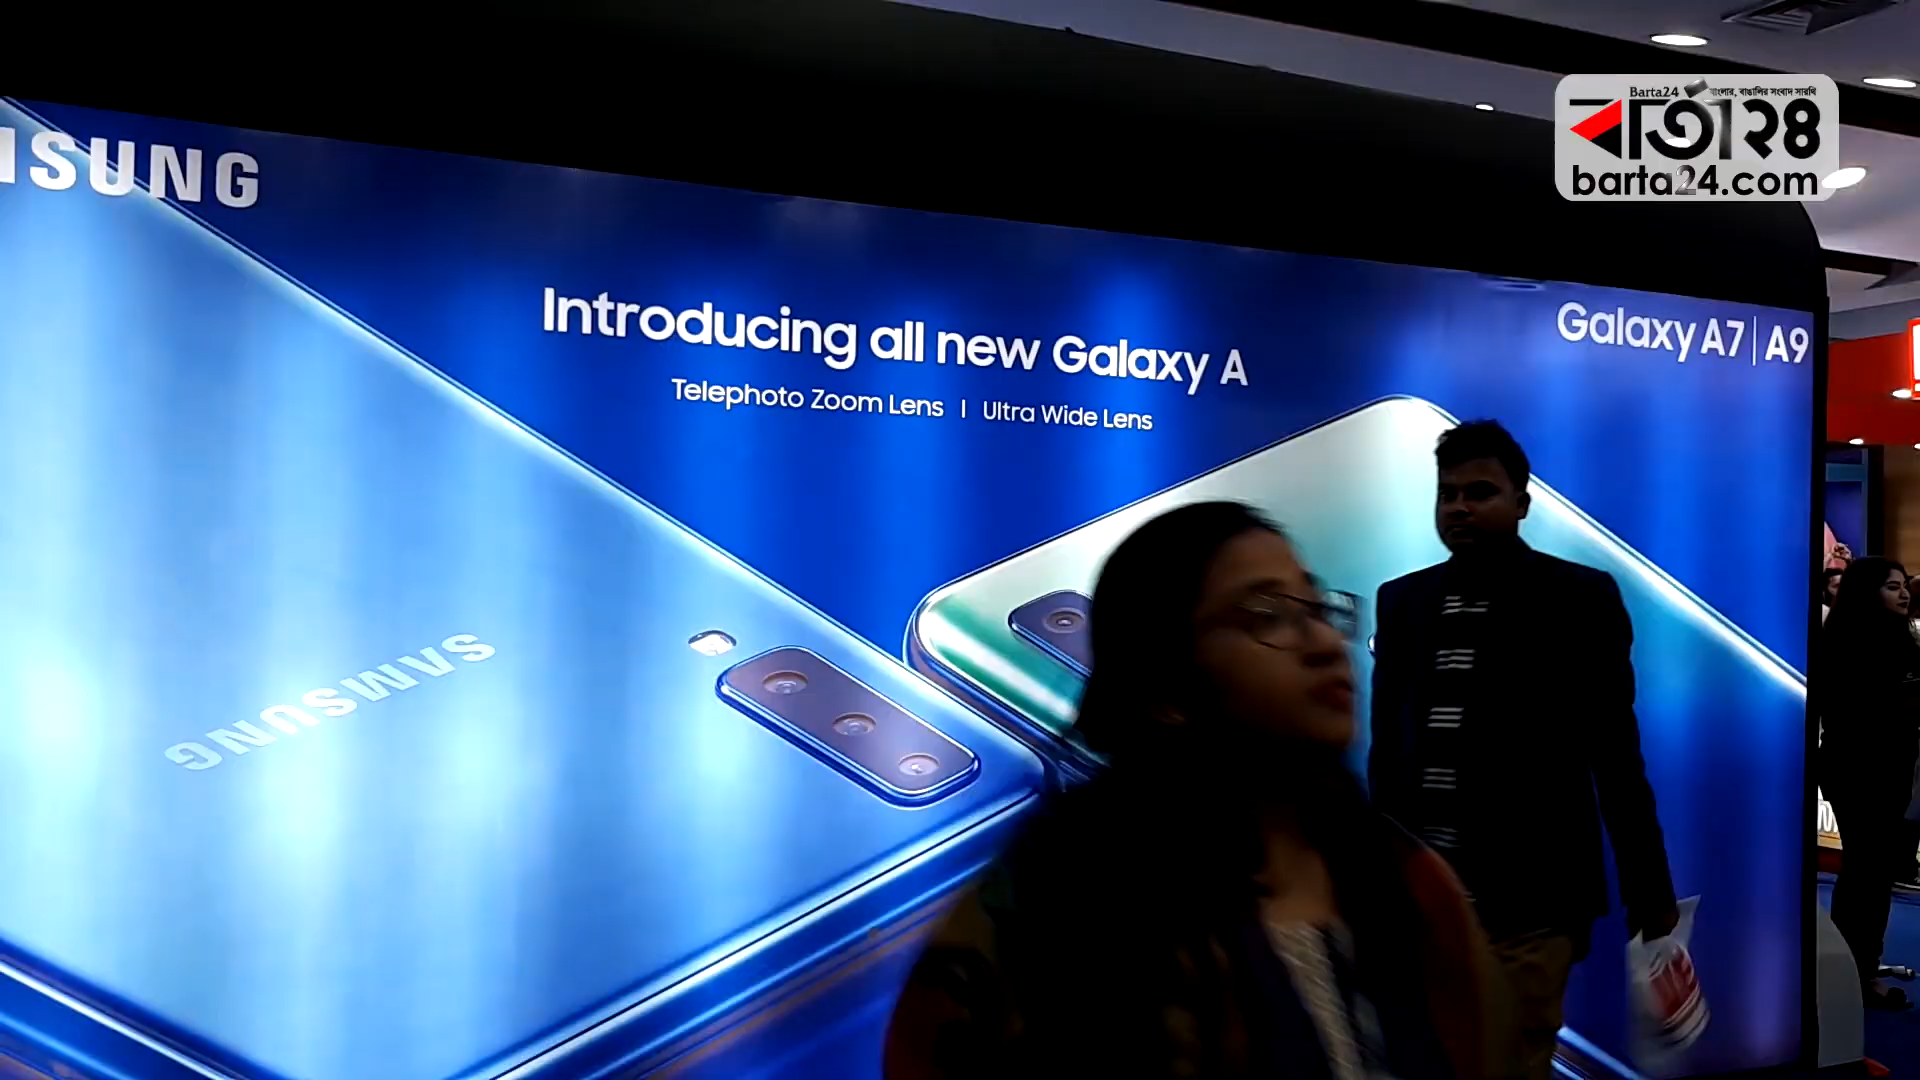 Barta24 বাংলার, বাঙালির সংবাদ সারথি
বার্তা২৪
barta24.com
SUNG
Introducing all new Galaxy A
Telephoto Zoom Lens | Ultra Wide Lens
Galaxy A7 | A9
SAMSUNG